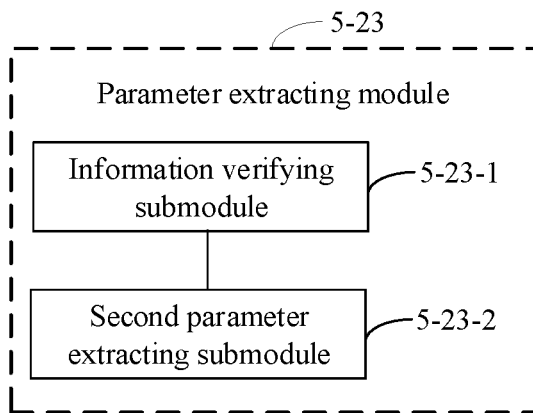 5-23
Parameter extracting module
Information verifying
submodule
5-23-1
Second parameter
extracting submodule
5-23-2